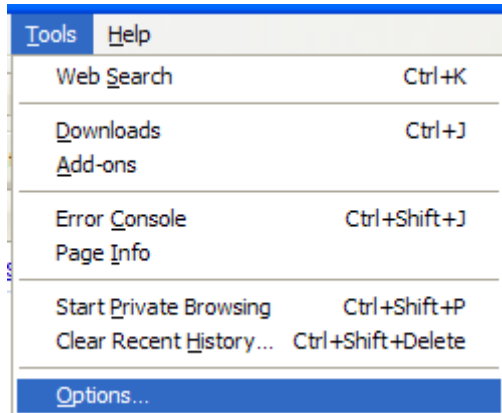 Tools Help
Web Search Ctrl+K
Downloads Ctrl+J
Add-ons
Error Console Ctrl+Shift+J
Page Info
Start Private Browsing Ctrl+Shift+P
Clear Recent History... Ctrl+Shift+Delete
Options...